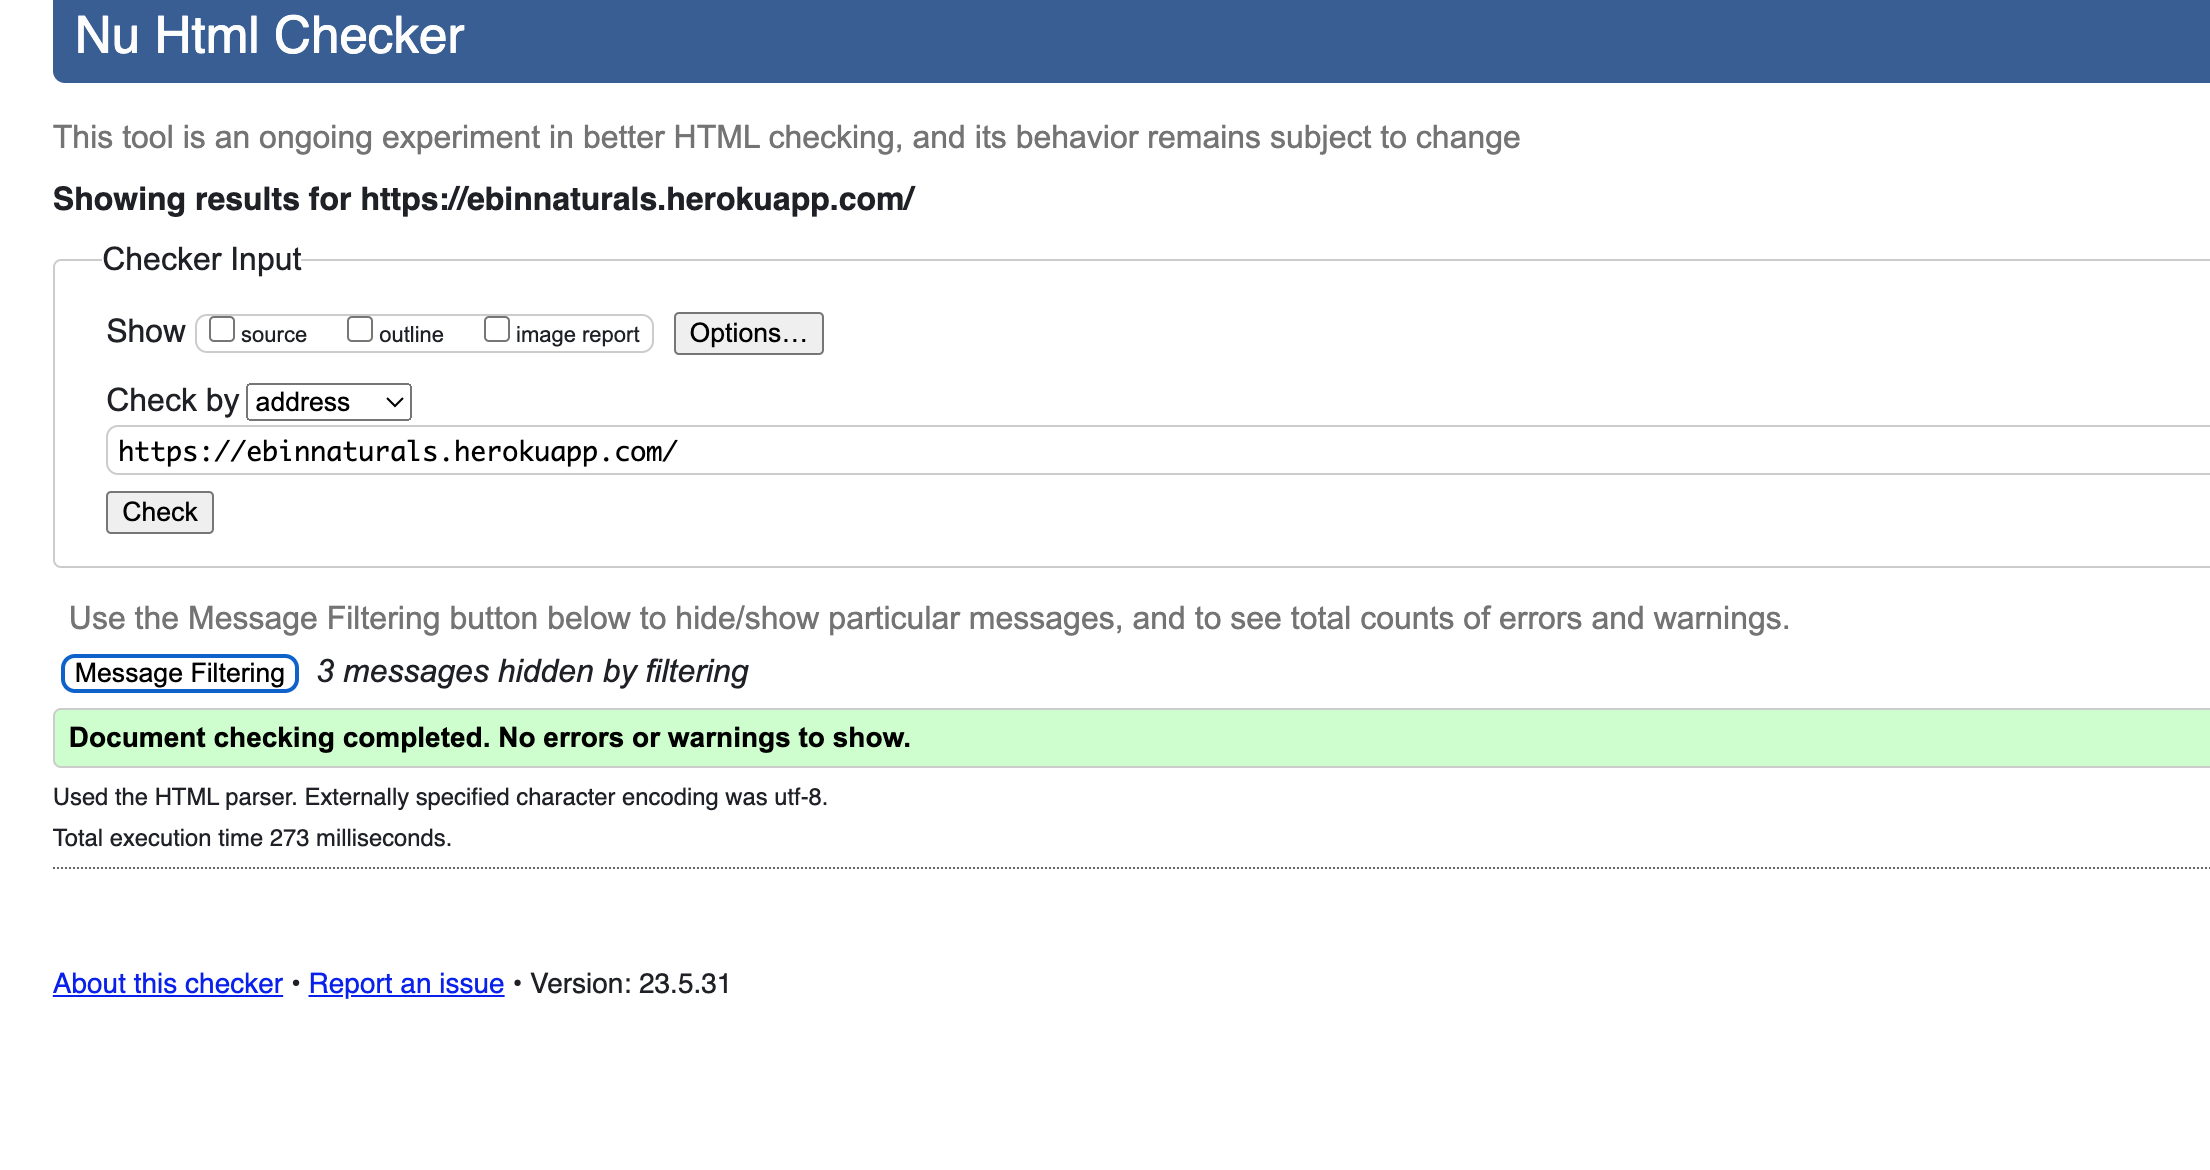 Nu Html Checker
This tool is an ongoing experiment in better HTML checking, and its behavior remains subject to change
Showing results for https://ebinnaturals.herokuapp.com/
Checker Input
Show source outline image report Options...
Check by address
https://ebinnaturals.herokuapp.com/
Check
Use the Message Filtering button below to hide/show particular messages, and to see total counts of errors and warnings.
Message Filtering 3 messages hidden by filtering
Document checking completed. No errors or warnings to show.
Used the HTML parser. Externally specified character encoding was utf-8.
Total execution time 273 milliseconds.
About this checker • Report an issue • Version: 23.5.31